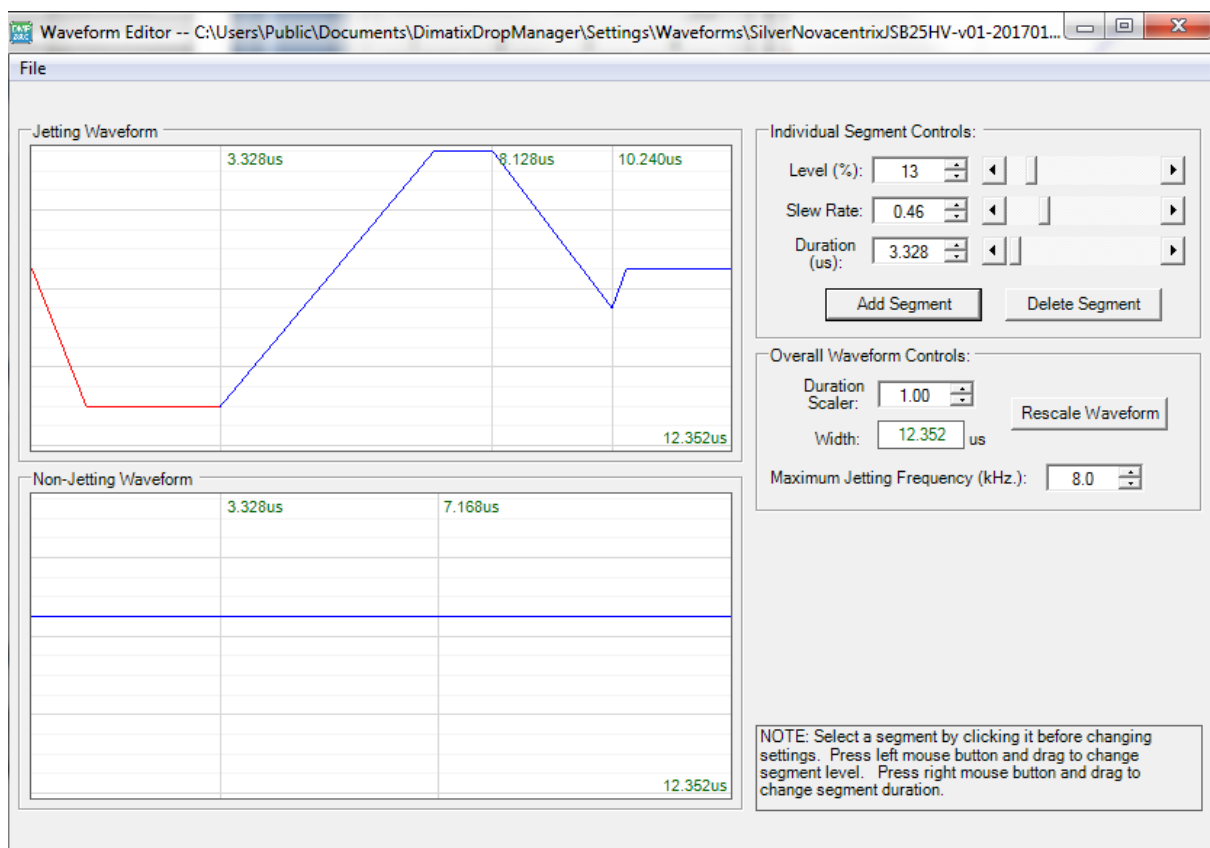 Waveform Editor -- C:\Users\Public\Documents\DimatixDropManager\Settings\Waveforms\SilverNovacentrixJSB25HV-v01-201701...
File
Jetting Waveform
3.328us
8.128us
10.240us
12.352us
Non-Jetting Waveform
3.328us
7.168us
12.352us
Individual Segment Controls:
Level (%): 13
Slew Rate: 0.46
Duration
(us): 3.328
Add Segment
Delete Segment
Overall Waveform Controls:
Duration
Scaler: 1.00
Rescale Waveform
Width: 12.352 us
Maximum Jetting Frequency (kHz.): 8.0
NOTE: Select a segment by clicking it before changing
settings. Press left mouse button and drag to change
segment level. Press right mouse button and drag to
change segment duration.